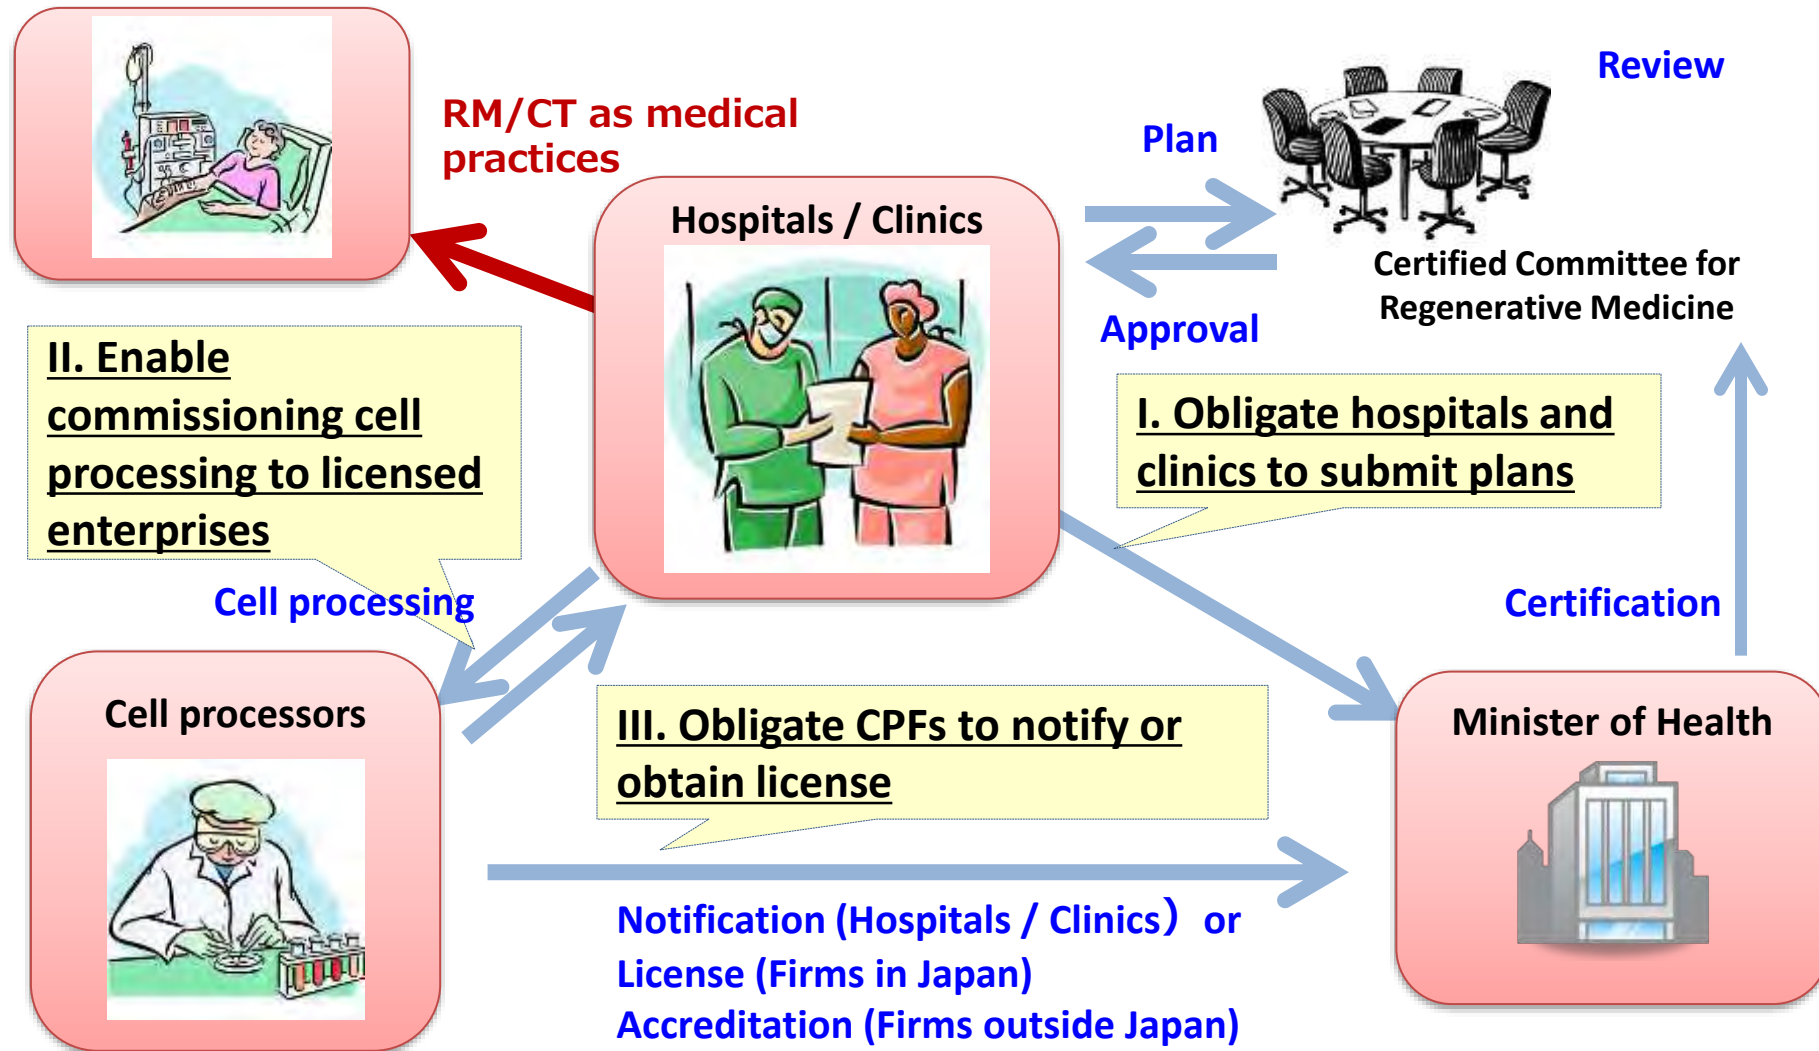 RM/CT as medical
practices
Review
Plan
Hospitals / Clinics
Certified Committee for
Regenerative Medicine
Approval
II. Enable
commissioning cell
processing to licensed
enterprises
I. Obligate hospitals and
clinics to submit plans
Cell processing
Certification
Cell processors
III. Obligate CPFs to notify or
obtain license
Minister of Health
Notification (Hospitals / Clinics）or
License (Firms in Japan)
Accreditation (Firms outside Japan)